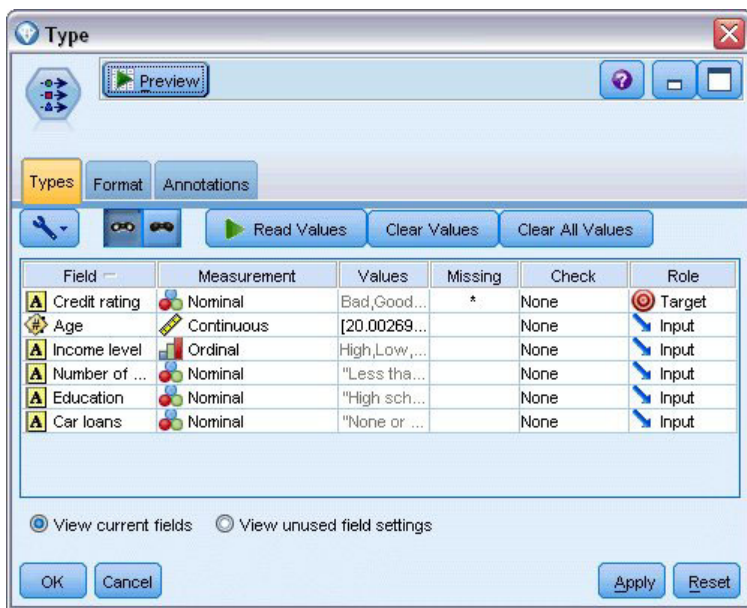 Type
Preview
Types Format Annotations
Read Values Clear Values Clear All Values
Field Measurement Values Missing Check Role
A Credit rating Nominal Bad,Good... * None Target
# Age Continuous [20.00269... None Input
A Income level Ordinal High,Low,... None Input
A Number of ... Nominal "Less tha... None Input
A Education Nominal "High sch... None Input
A Car loans Nominal "None or ... None Input
View current fields View unused field settings
OK Cancel Apply Reset